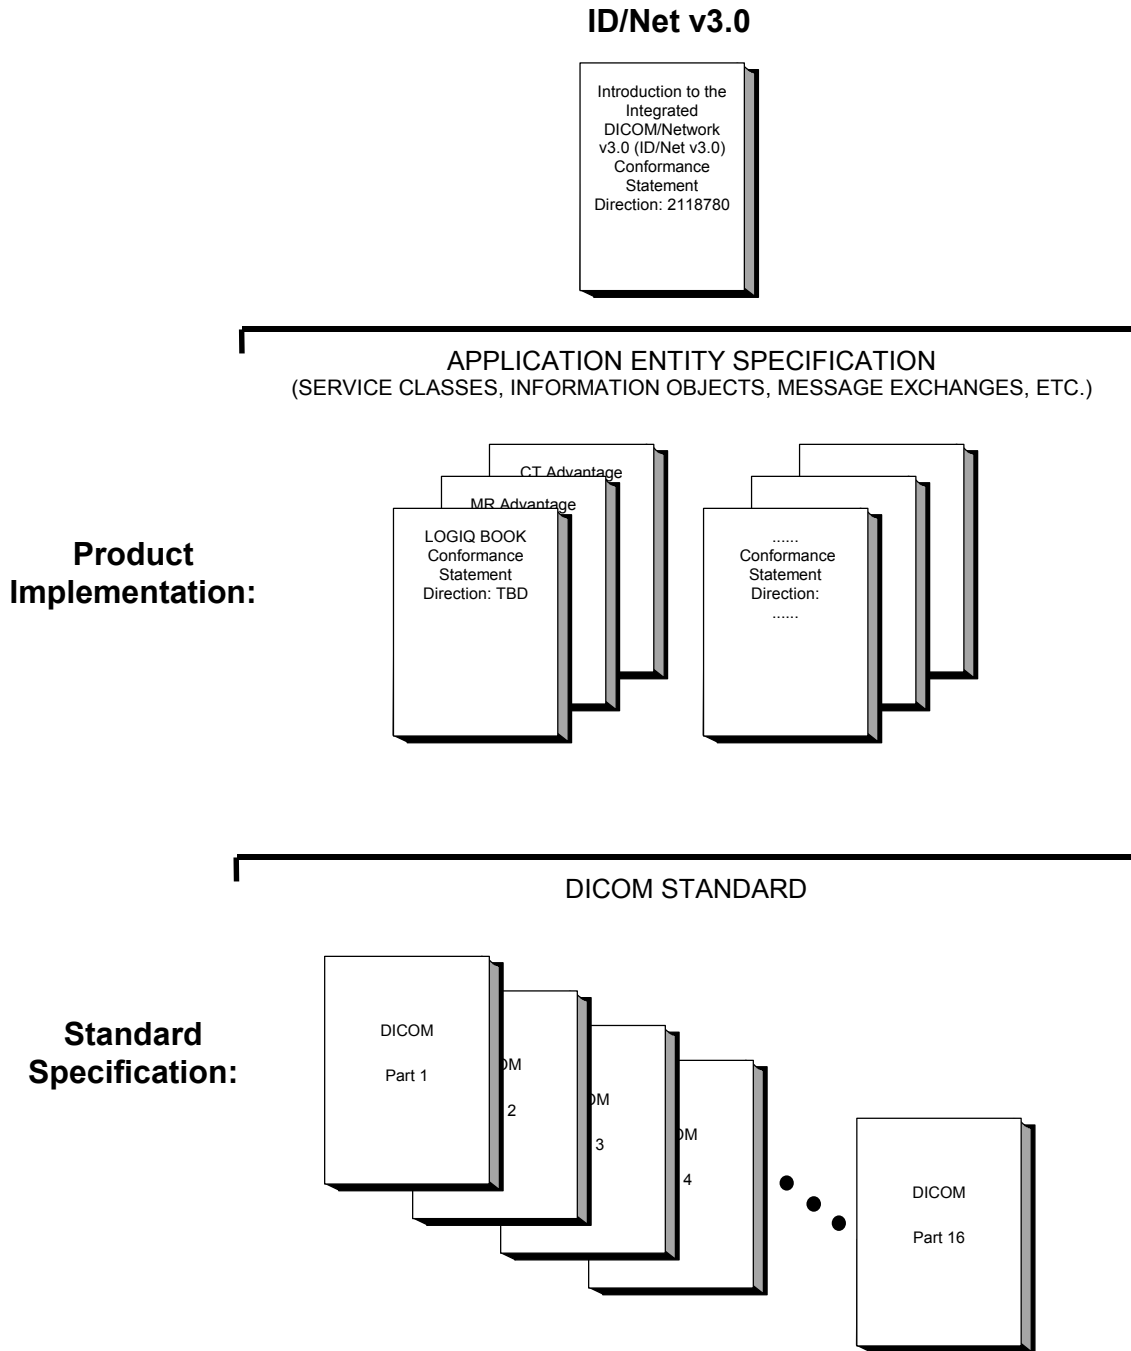 ID/Net v3.0
Introduction to the
Integrated
DICOM/Network
v3.0 (ID/Net v3.0)
Conformance
Statement
Direction: 2118780
APPLICATION ENTITY SPECIFICATION
(SERVICE CLASSES, INFORMATION OBJECTS, MESSAGE EXCHANGES, ETC.)
Product
Implementation:
CT Advantage
MR Advantage
LOGIQ BOOK
Conformance
Statement
Direction: TBD
......
Conformance
Statement
Direction:
......
DICOM STANDARD
Standard
Specification:
DICOM
Part 1
OM
2
OM
3
OM
4
DICOM
Part 16